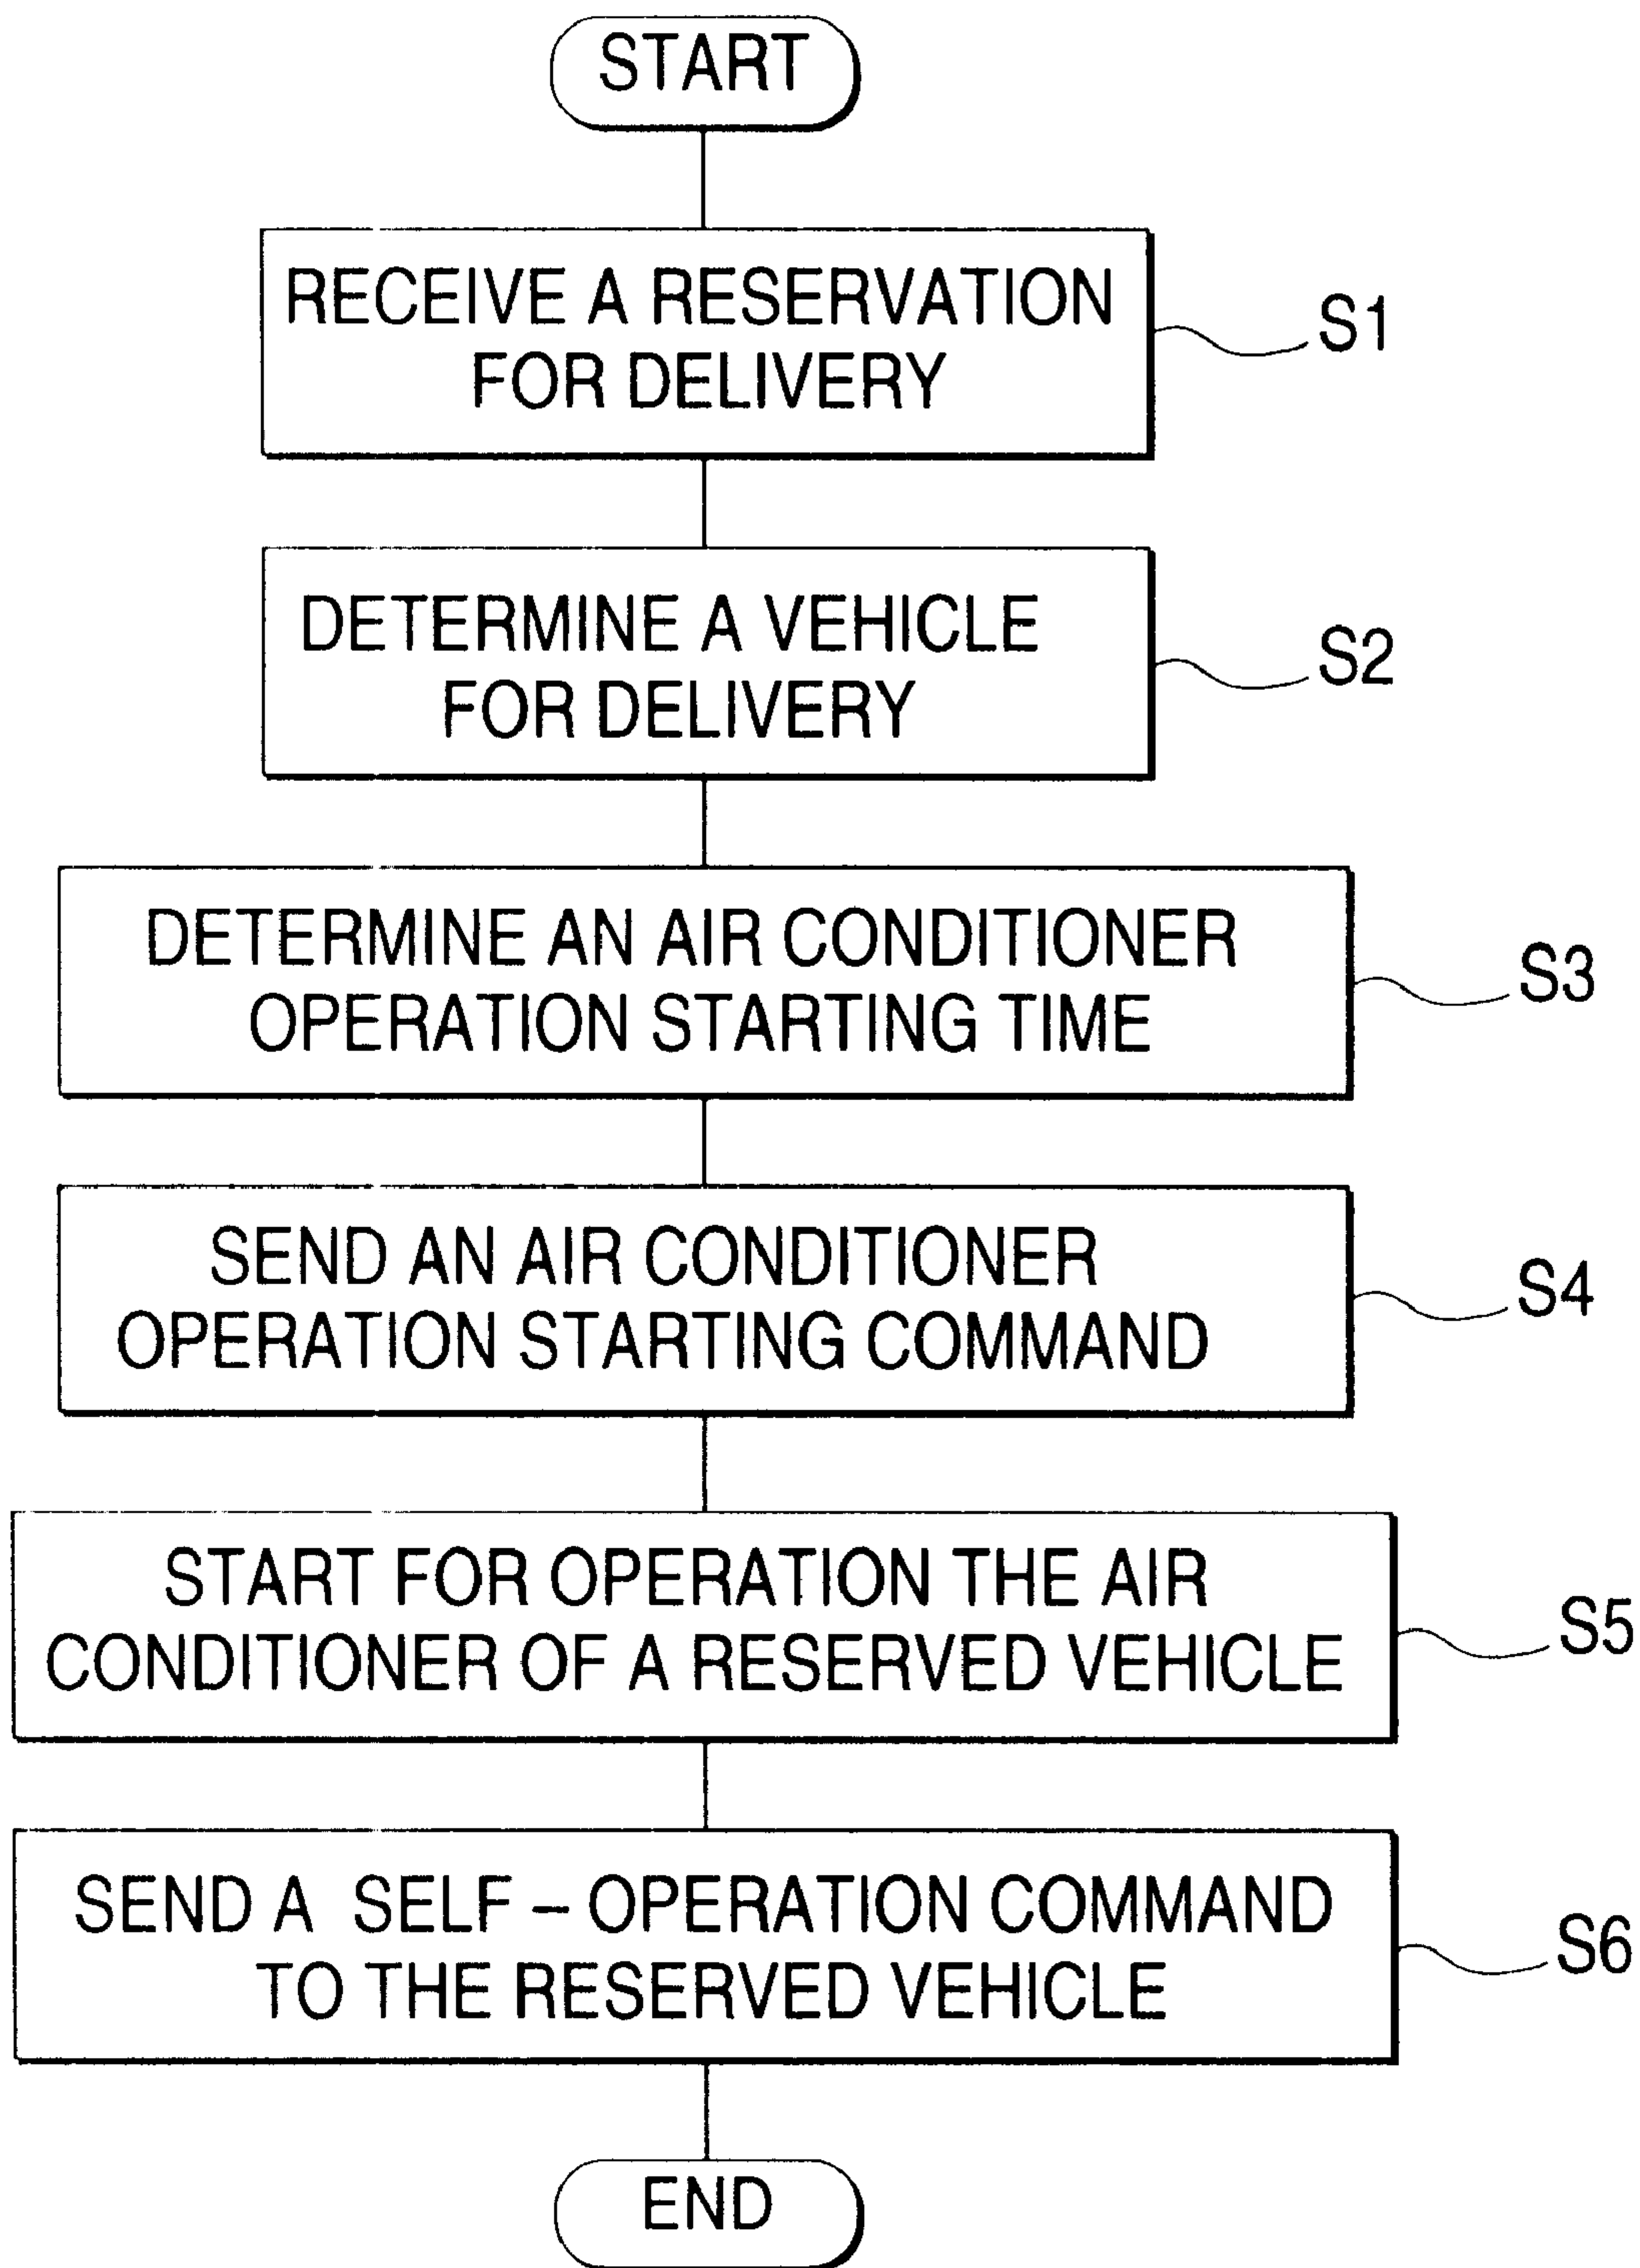 START
RECEIVE A RESERVATION
FOR DELIVERY
S1
DETERMINE A VEHICLE
FOR DELIVERY
S2
DETERMINE AN AIR CONDITIONER
OPERATION STARTING TIME
S3
SEND AN AIR CONDITIONER
OPERATION STARTING COMMAND
S4
START FOR OPERATION THE AIR
CONDITIONER OF A RESERVED VEHICLE
S5
SEND A SELF – OPERATION COMMAND
TO THE RESERVED VEHICLE
S6
END